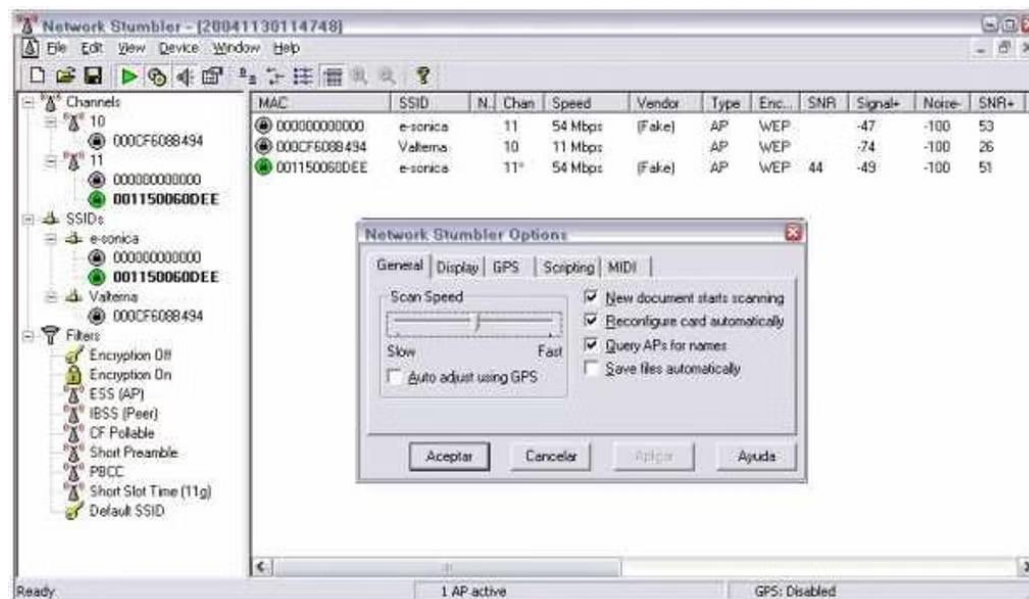 Network Stumbler - [20041130114748]
File Edit View Device Window Help
Channels
10
000CF608B494
11
000000000000
001150060DEE
SSIDs
e-sonica
000000000000
001150060DEE
Valterna
000CF608B494
Filters
Encryption Off
Encryption On
ESS (AP)
IBSS (Peer)
CF Pollable
Short Preamble
PBCC
Short Slot Time (11g)
Default SSID
MAC SSID N.. Chan Speed Vendor Type Enc... SNR Signal+ Noise- SNR+
000000000000 e-sonica 11 54 Mbps (Fake) AP WEP -47 -100 53
000CF608B494 Valterna 10 11 Mbps AP WEP -74 -100 26
001150060DEE e-sonica 11* 54 Mbps (Fake) AP WEP 44 -49 -100 51
Network Stumbler Options
General Display GPS Scripting MIDI
Scan Speed
Slow Fast
Auto adjust using GPS
New document starts scanning
Reconfigure card automatically
Query APs for names
Save files automatically
Aceptar Cancelar Aplicar Ayuda
Ready 1 AP active GPS: Disabled